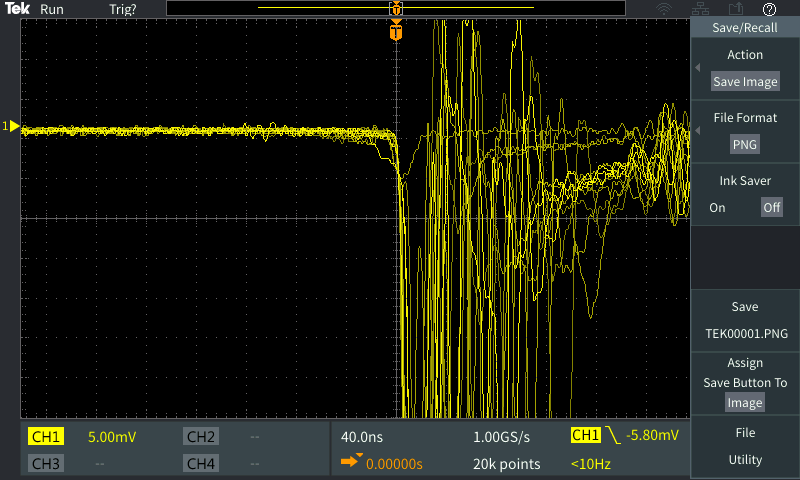 Tek Run Trig? T ?
T
1
Save/Recall
Action
Save Image
File Format
PNG
Ink Saver
On Off
Save
TEK00001.PNG
Assign
Save Button To
Image
File
Utility
CH1 5.00mV CH2 --
CH3 -- CH4 --
40.0ns 1.00GS/s CH1 -5.80mV
0.00000s 20k points <10Hz